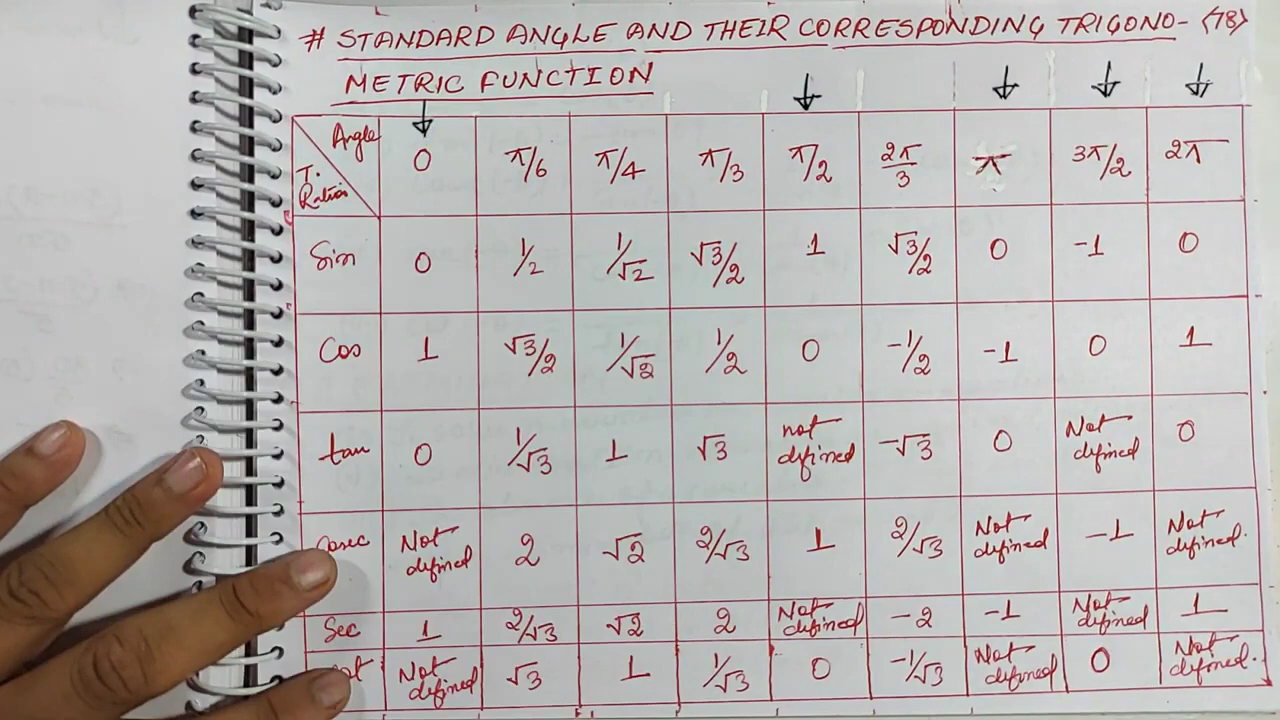 # STANDARD ANGLE AND THEIR CORRESPONDING TRIGONO- <78>
METRIC FUNCTION
Angle
T. Ratios 0 π/6 π/4 π/3 π/2 2π/3 π 3π/2 2π
Sin 0 1/2 1/√2 √3/2 1 √3/2 0 -1 0
Cos 1 √3/2 1/√2 1/2 0 -1/2 -1 0 1
tan 0 1/√3 1 √3 not defined -√3 0 Not defined 0
Not defined 2 √2 2/√3 1 2/√3 Not defined -1 Not defined.
Sec 1 2/√3 √2 2 Not defined -2 -1 Not defined 1
Not defined √3 1 1/√3 0 -1/√3 Not defined 0 Not defined.